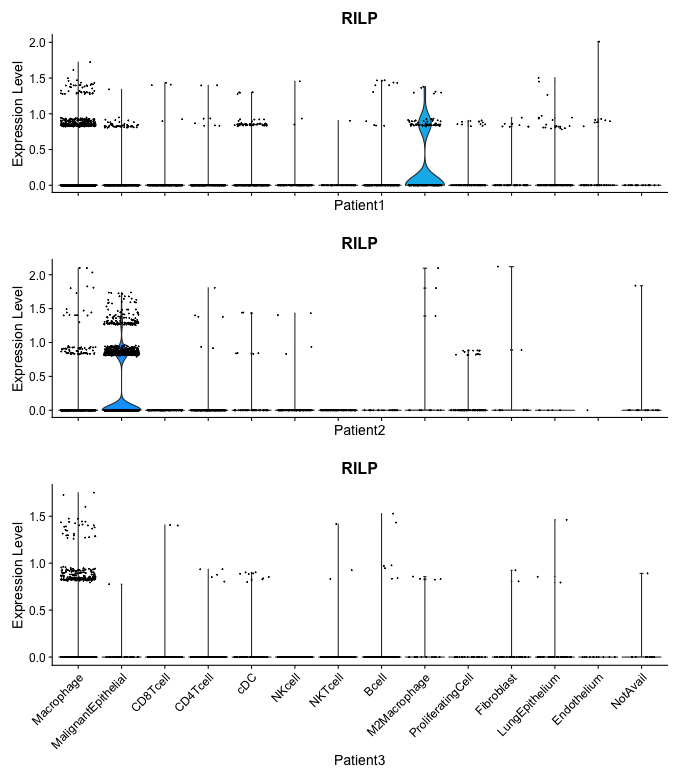 RILP
Expression Level
2.0
1.5
1.0
0.5
0.0
Patient1
RILP
Expression Level
2.0
1.5
1.0
0.5
0.0
Patient2
RILP
Expression Level
1.5
1.0
0.5
0.0
Macrophage
MalignantEpithelial
CD8Tcell
CD4Tcell
cDC
NKcell
NKTcell
Bcell
M2Macrophage
ProliferatingCell
Fibroblast
LungEpithelium
Endothelium
NotAvail
Patient3